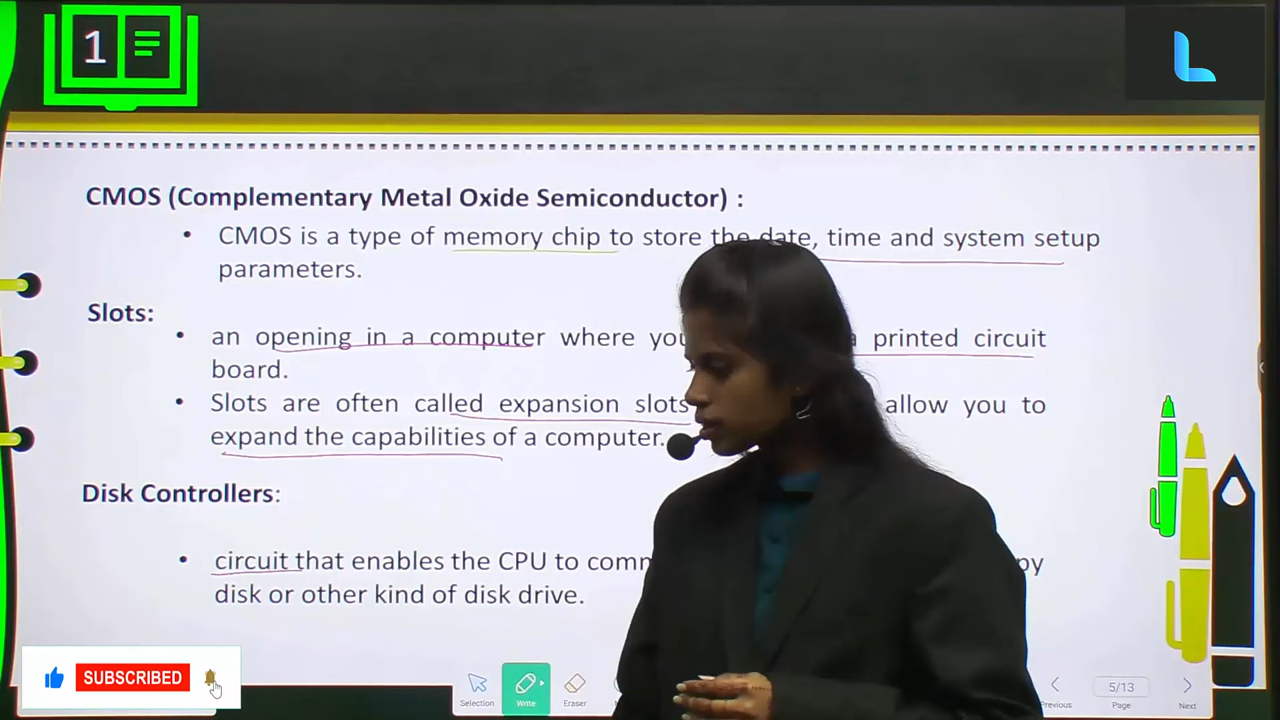 1
L
CMOS (Complementary Metal Oxide Semiconductor) :
• CMOS is a type of memory chip to store the date, time and system setup
parameters.
Slots:
• an opening in a computer where you printed circuit
board.
• Slots are often called expansion slots allow you to
expand the capabilities of a computer.
Disk Controllers:
• circuit that enables the CPU to
disk or other kind of disk drive.
SUBSCRIBED
Selection Write Eraser Previous 5/13 Page Next